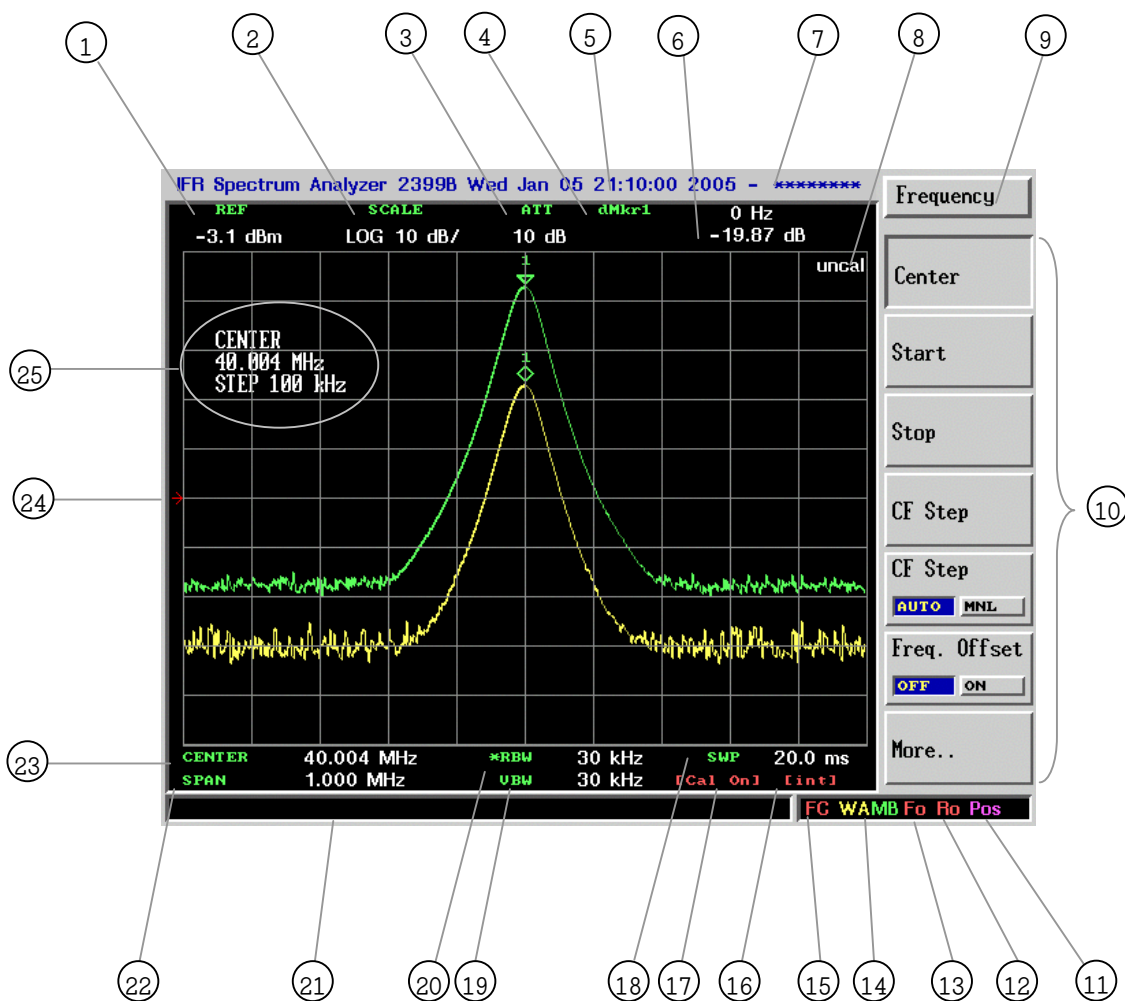 1 2 3 4 5 6 7 8 9
IFR Spectrum Analyzer 2399B Wed Jan 05 21:10:00 2005 - ********
Frequency
REF SCALE ATT dMkr1 0 Hz
-3.1 dBm LOG 10 dB/ 10 dB -19.87 dB
1
uncal
Center
CENTER
40.004 MHz
STEP 100 kHz
Start
1
25
Stop
24
CF Step
10
CF Step
AUTO MNL
Freq. Offset
OFF ON
More..
23
CENTER 40.004 MHz *RBW 30 kHz SWP 20.0 ms
SPAN 1.000 MHz VBW 30 kHz [Cal On] [int]
FC WAMB Fo Ro Pos
22 21 20 19 18 17 16 15 14 13 12 11